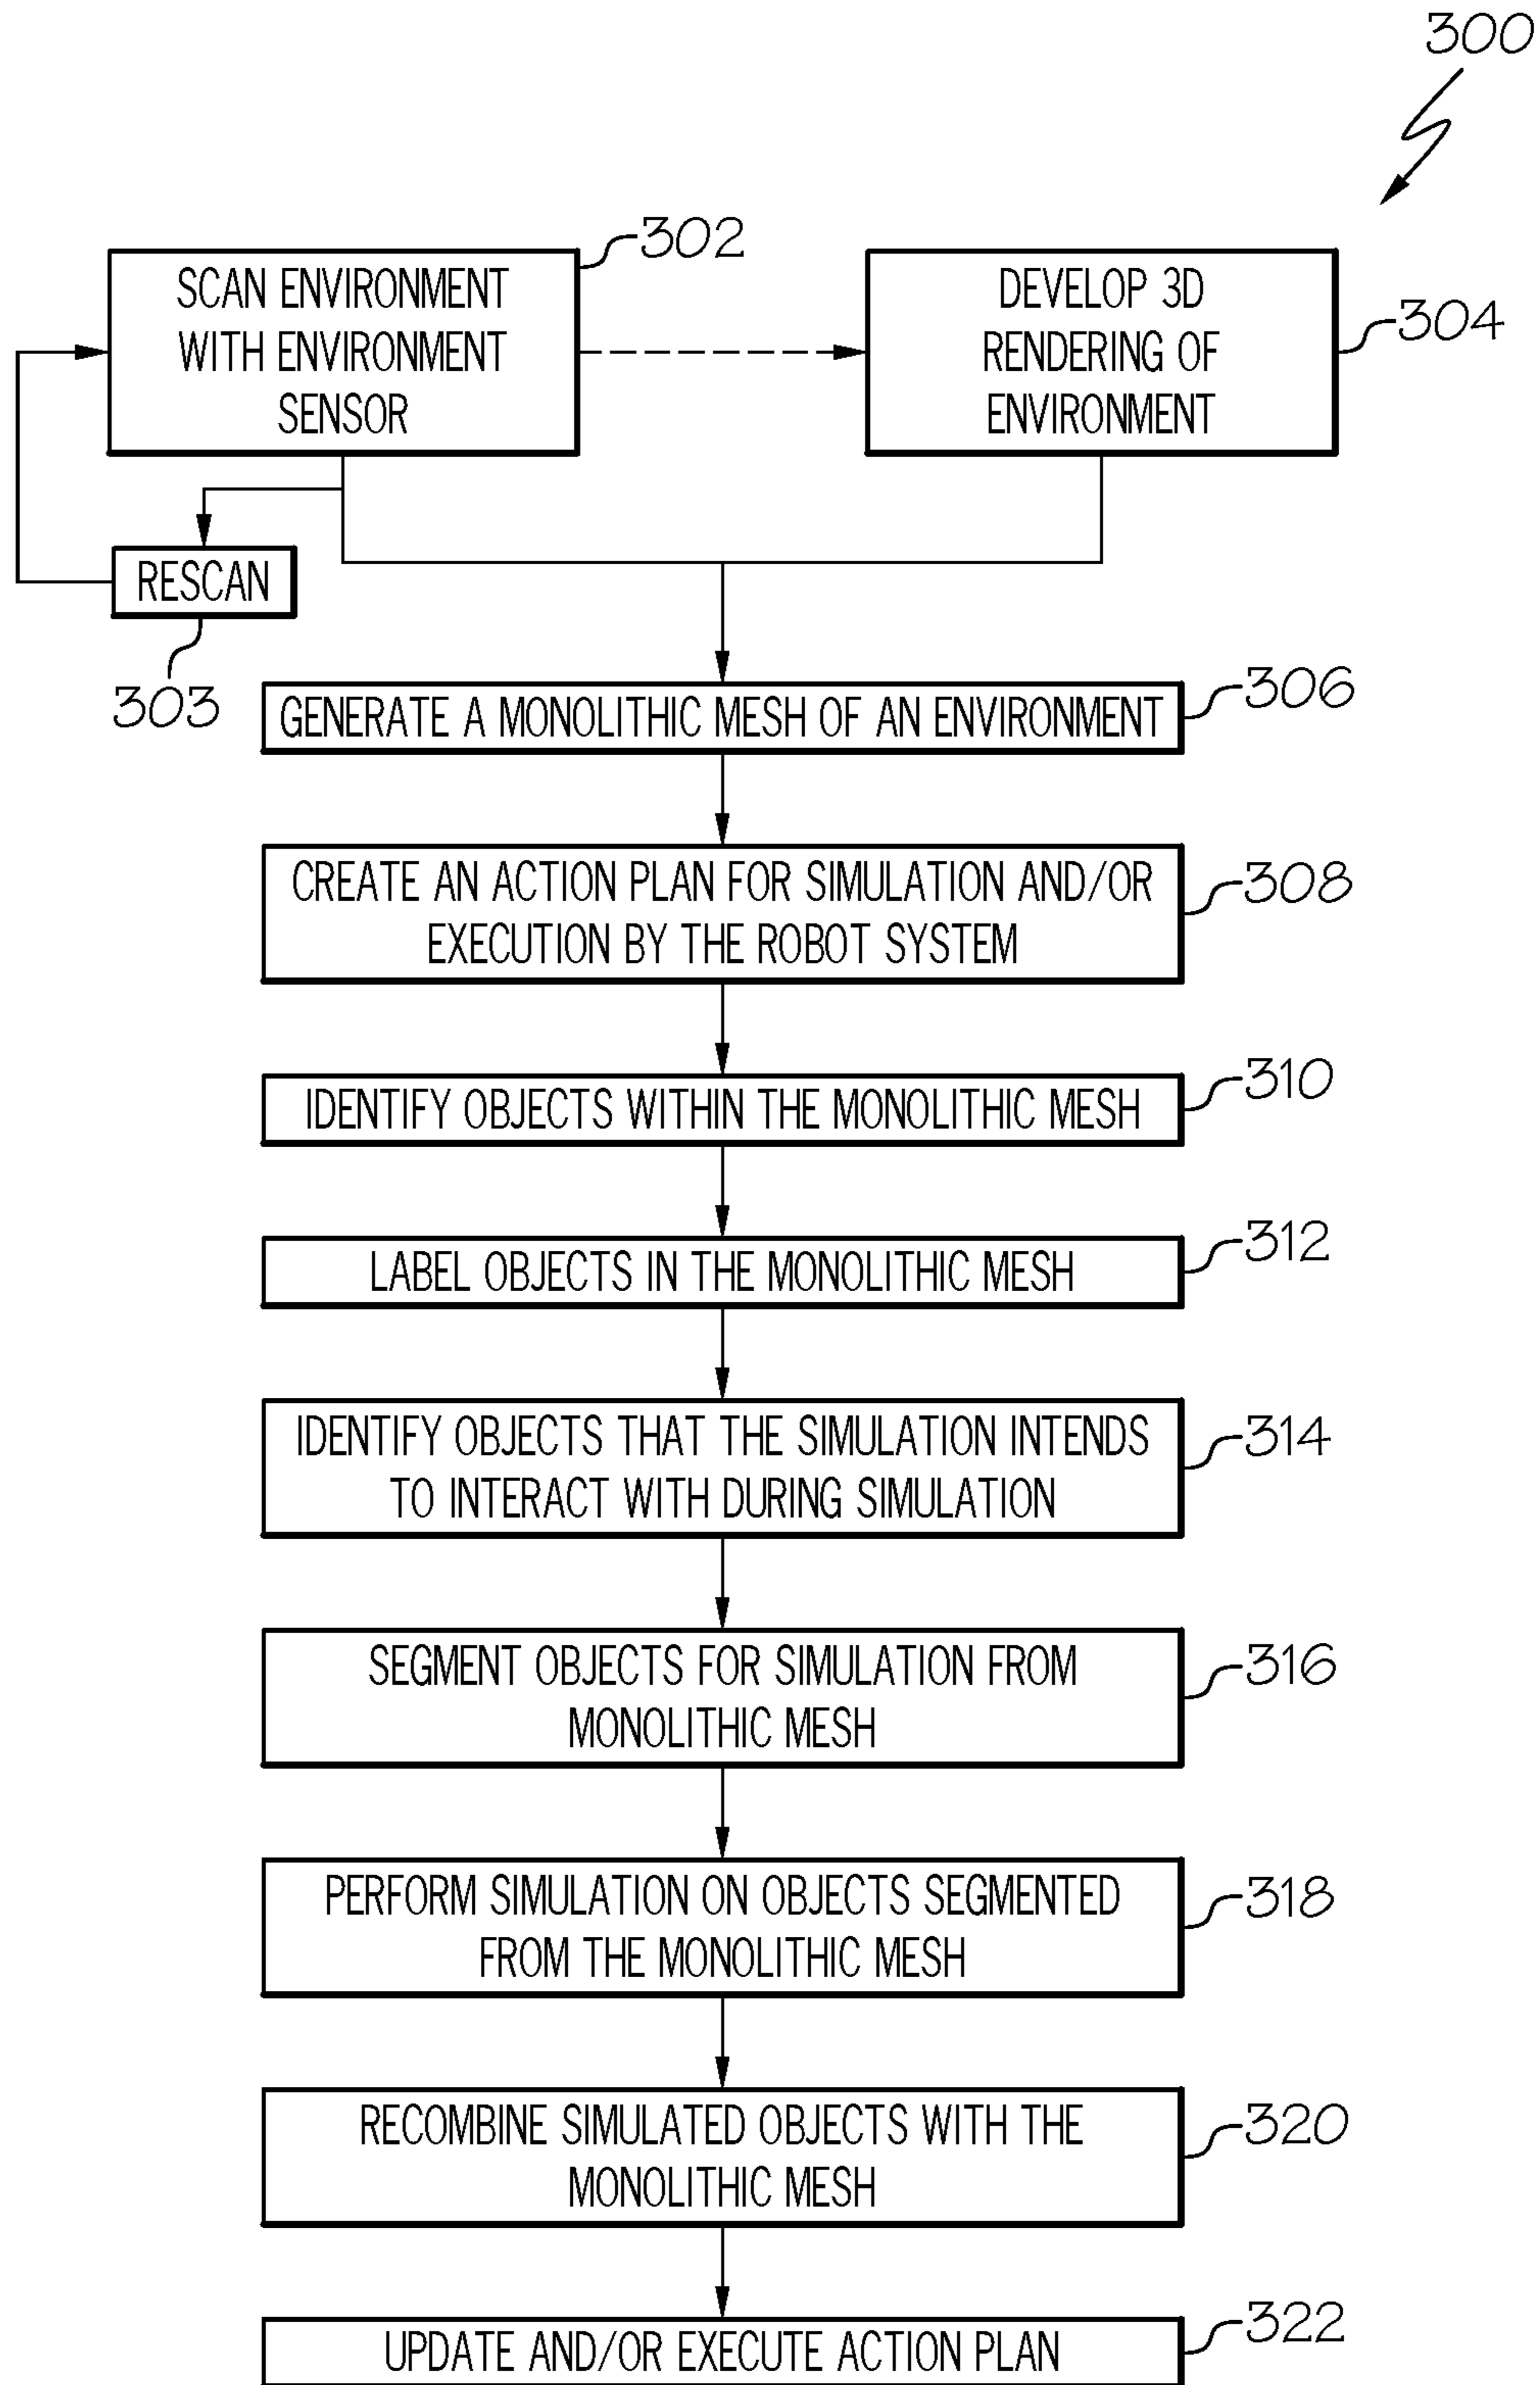 300
302
SCAN ENVIRONMENT
WITH ENVIRONMENT
SENSOR
DEVELOP 3D
RENDERING OF
ENVIRONMENT
304
RESCAN
303
GENERATE A MONOLITHIC MESH OF AN ENVIRONMENT
306
CREATE AN ACTION PLAN FOR SIMULATION AND/OR
EXECUTION BY THE ROBOT SYSTEM
308
IDENTIFY OBJECTS WITHIN THE MONOLITHIC MESH
310
LABEL OBJECTS IN THE MONOLITHIC MESH
312
IDENTIFY OBJECTS THAT THE SIMULATION INTENDS
TO INTERACT WITH DURING SIMULATION
314
SEGMENT OBJECTS FOR SIMULATION FROM
MONOLITHIC MESH
316
PERFORM SIMULATION ON OBJECTS SEGMENTED
FROM THE MONOLITHIC MESH
318
RECOMBINE SIMULATED OBJECTS WITH THE
MONOLITHIC MESH
320
UPDATE AND/OR EXECUTE ACTION PLAN
322